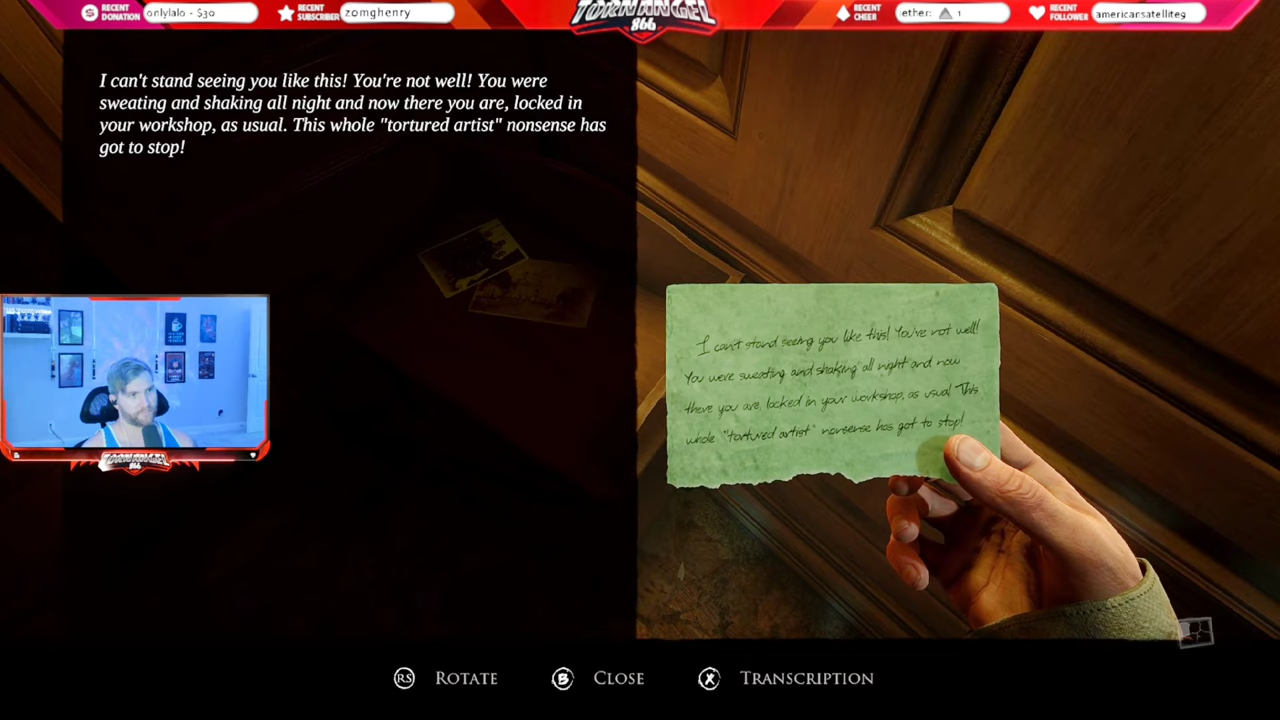 RECENT DONATION onlylalo - $30
RECENT SUBSCRIBER zomghenry
TORNANGEL
866
RECENT CHEER ether: 1
RECENT FOLLOWER americansatellite9
I can't stand seeing you like this! You're not well! You were
sweating and shaking all night and now there you are, locked in
your workshop, as usual. This whole "tortured artist" nonsense has
got to stop!
I can't stand seeing you like this! You're not well!
You were sweating and shaking all night and now
there you are, locked in your workshop, as usual. This
whole "tortured artist" nonsense has got to stop!
TORNANGEL
866
RS ROTATE
B CLOSE
X TRANSCRIPTION